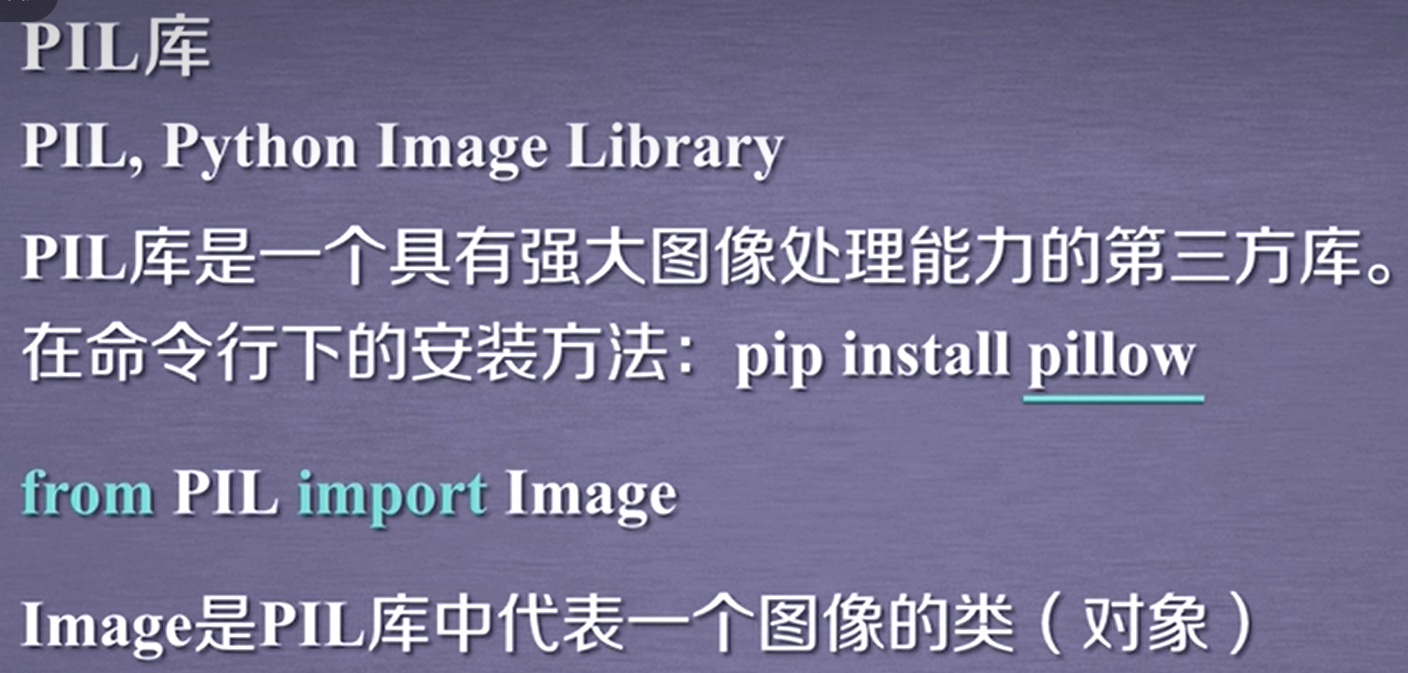 PIL库
PIL, Python Image Library
PIL库是一个具有强大图像处理能力的第三方库。
在命令行下的安装方法：pip install pillow
from PIL import Image
Image是PIL库中代表一个图像的类（对象）